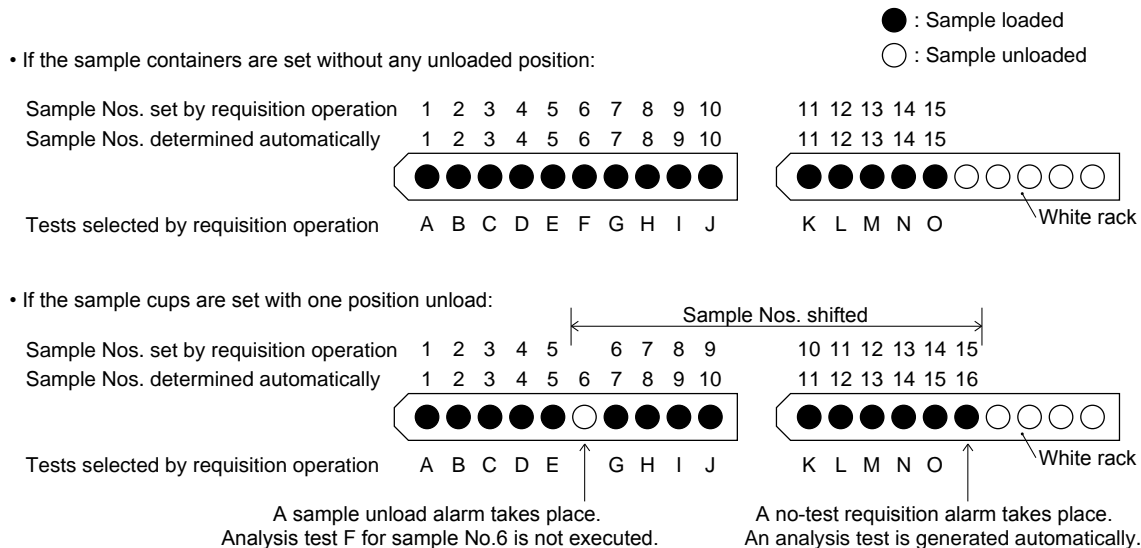 : Sample loaded
: Sample unloaded
• If the sample containers are set without any unloaded position:
Sample Nos. set by requisition operation 1 2 3 4 5 6 7 8 9 10 11 12 13 14 15
Sample Nos. determined automatically 1 2 3 4 5 6 7 8 9 10 11 12 13 14 15
White rack
Tests selected by requisition operation A B C D E F G H I J K L M N O
• If the sample cups are set with one position unload:
Sample Nos. shifted
Sample Nos. set by requisition operation 1 2 3 4 5 6 7 8 9 10 11 12 13 14 15
Sample Nos. determined automatically 1 2 3 4 5 6 7 8 9 10 11 12 13 14 15 16
White rack
Tests selected by requisition operation A B C D E G H I J K L M N O
A sample unload alarm takes place.
Analysis test F for sample No.6 is not executed.
A no-test requisition alarm takes place.
An analysis test is generated automatically.